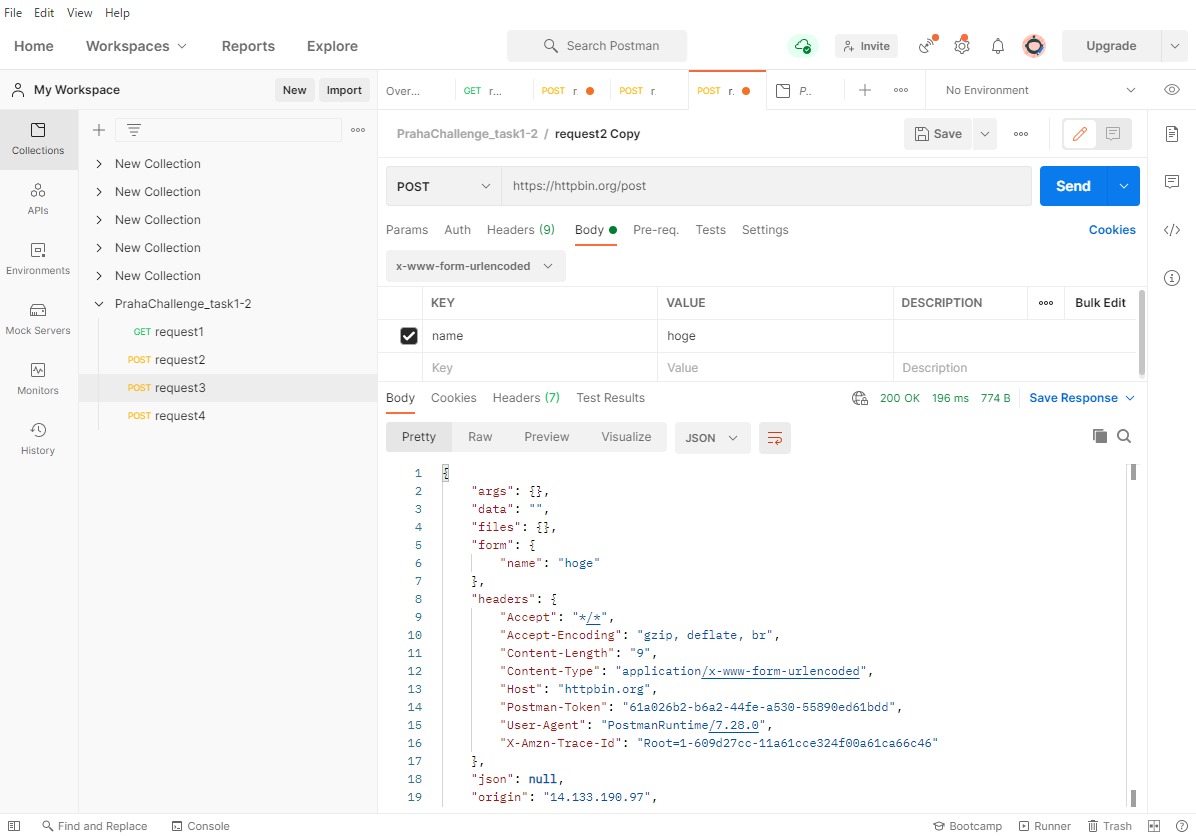 File Edit View Help
Home Workspaces Reports Explore Search Postman Invite Upgrade
My Workspace New Import
Over... GET r... POST r. POST r. POST r. P.. No Environment
Collections
APIs
Environments
Mock Servers
Monitors
History
New Collection
New Collection
New Collection
New Collection
New Collection
PrahaChallenge_task1-2
GET request1
POST request2
POST request3
POST request4
PrahaChallenge_task1-2 / request2 Copy Save
POST https://httpbin.org/post Send
Params Auth Headers (9) Body Pre-req. Tests Settings Cookies
x-www-form-urlencoded
KEY VALUE DESCRIPTION Bulk Edit
name hoge
Key Value Description
Body Cookies Headers (7) Test Results 200 OK 196 ms 774 B Save Response
Pretty Raw Preview Visualize JSON
1 {
2 "args": {},
3 "data": "",
4 "files": {},
5 "form": {
6 "name": "hoge"
7 },
8 "headers": {
9 "Accept": "*/*",
10 "Accept-Encoding": "gzip, deflate, br",
11 "Content-Length": "9",
12 "Content-Type": "application/x-www-form-urlencoded",
13 "Host": "httpbin.org",
14 "Postman-Token": "61a026b2-b6a2-44fe-a530-55890ed61bdd",
15 "User-Agent": "PostmanRuntime/7.28.0",
16 "X-Amzn-Trace-Id": "Root=1-609d27cc-11a61cce324f00a61ca66c46"
17 },
18 "json": null,
19 "origin": "14.133.190.97",
Find and Replace Console Bootcamp Runner Trash